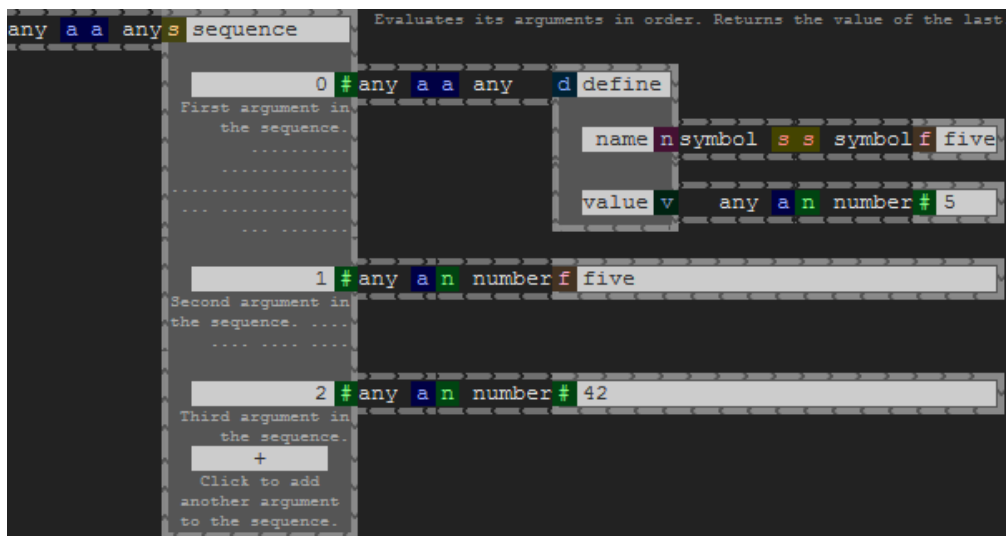 Evaluates its arguments in order. Returns the value of the last
any a a any s sequence
0 # any a a any d define
First argument in
the sequence.
..........
.............
..................
name n symbol s s symbol f five
... .............
value v any a n number # 5
... .......
1 # any a n number f five
Second argument in
the sequence. ....
.... .... ....
2 # any a n number # 42
Third argument in
the sequence.
+
Click to add
another argument
to the sequence.